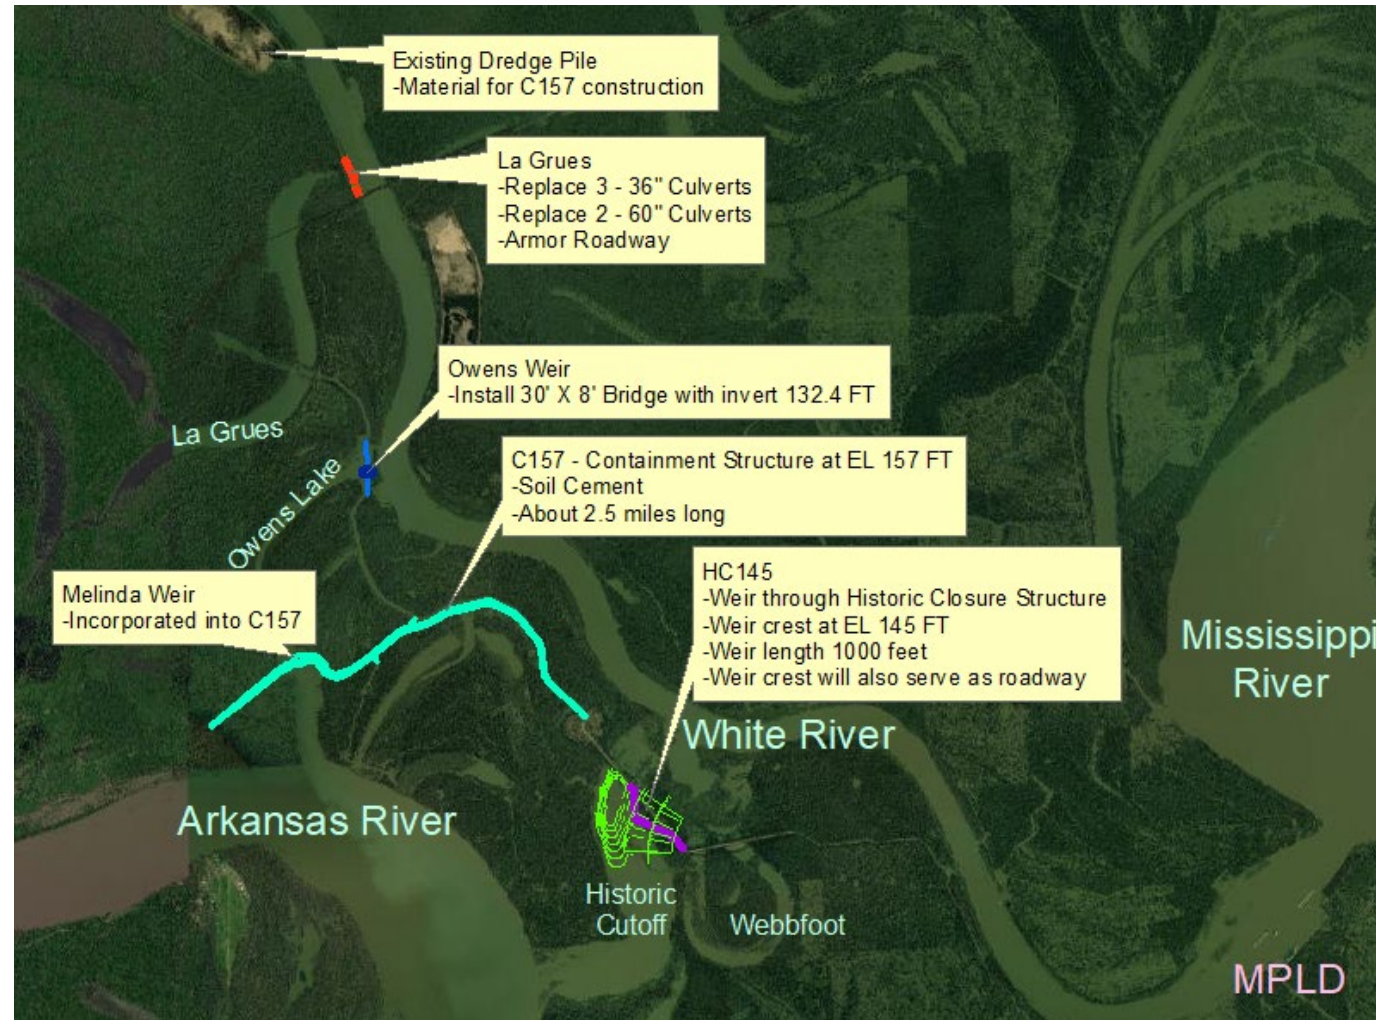 Existing Dredge Pile
-Material for C157 construction
La Grues
-Replace 3 - 36" Culverts
-Replace 2 - 60" Culverts
-Armor Roadway
Owens Weir
-Install 30' X 8' Bridge with invert 132.4 FT
La Grues
Owens Lake
C157 - Containment Structure at EL 157 FT
-Soil Cement
-About 2.5 miles long
Melinda Weir
-Incorporated into C157
HC145
-Weir through Historic Closure Structure
-Weir crest at EL 145 FT
-Weir length 1000 feet
-Weir crest will also serve as roadway
Mississippi
River
White River
Arkansas River
Historic
Cutoff
Webbfoot
MPLD